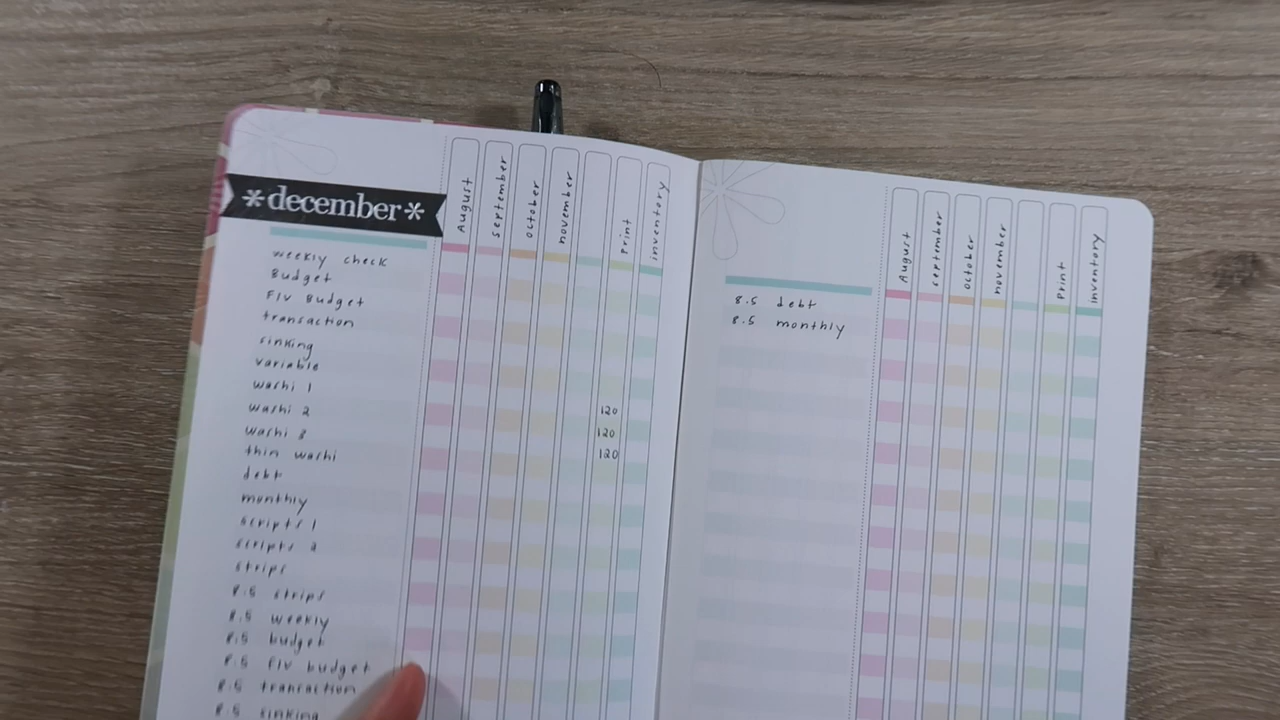 *december*
August
september
october
november
Print
inventory
weekly check
Budget
Fiv Budget
transaction
sinking
variable
washi 1
washi 2 120
washi 3 120
thin washi 120
debt
monthly
scripts 1
scripts 2
strips
8.5 strips
8.5 weekly
8.5 budget
8.5 fiv budget
8.5 transaction
8.5 sinking
August
september
october
november
Print
inventory
8.5 debt
8.5 monthly